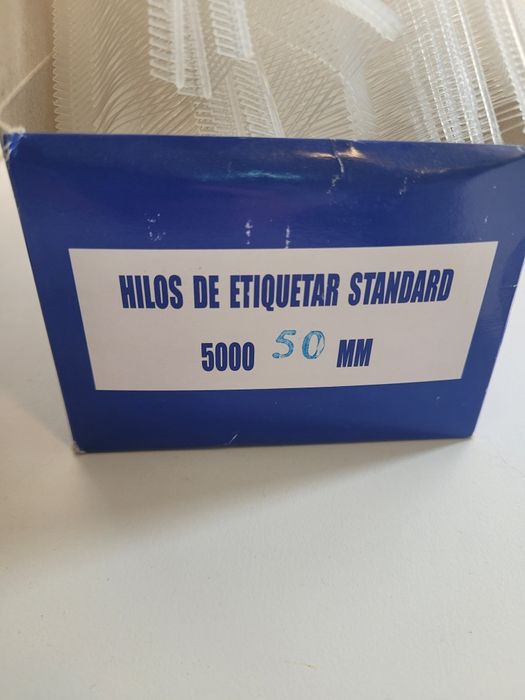 HILOS DE ETIQUETAR STANDARD
5000 50 MM